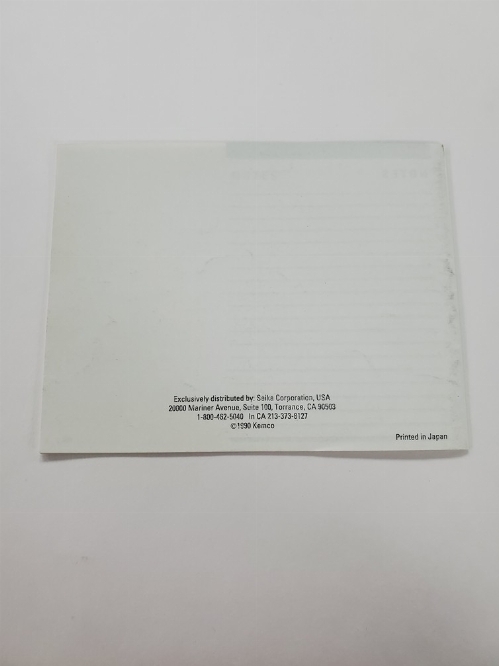 Exclusively distributed by: Seika Corporation, USA
20000 Mariner Avenue, Suite 100, Torrance, CA 90503
1-800-462-5040 In CA 213-373-8127
©1990 Kemco
Printed in Japan